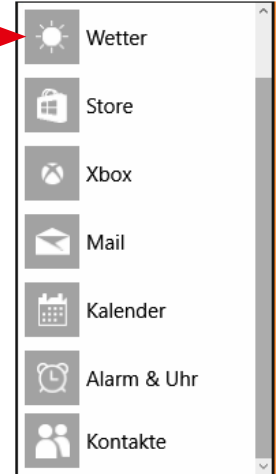 Wetter
Store
Xbox
Mail
Kalender
Alarm & Uhr
Kontakte